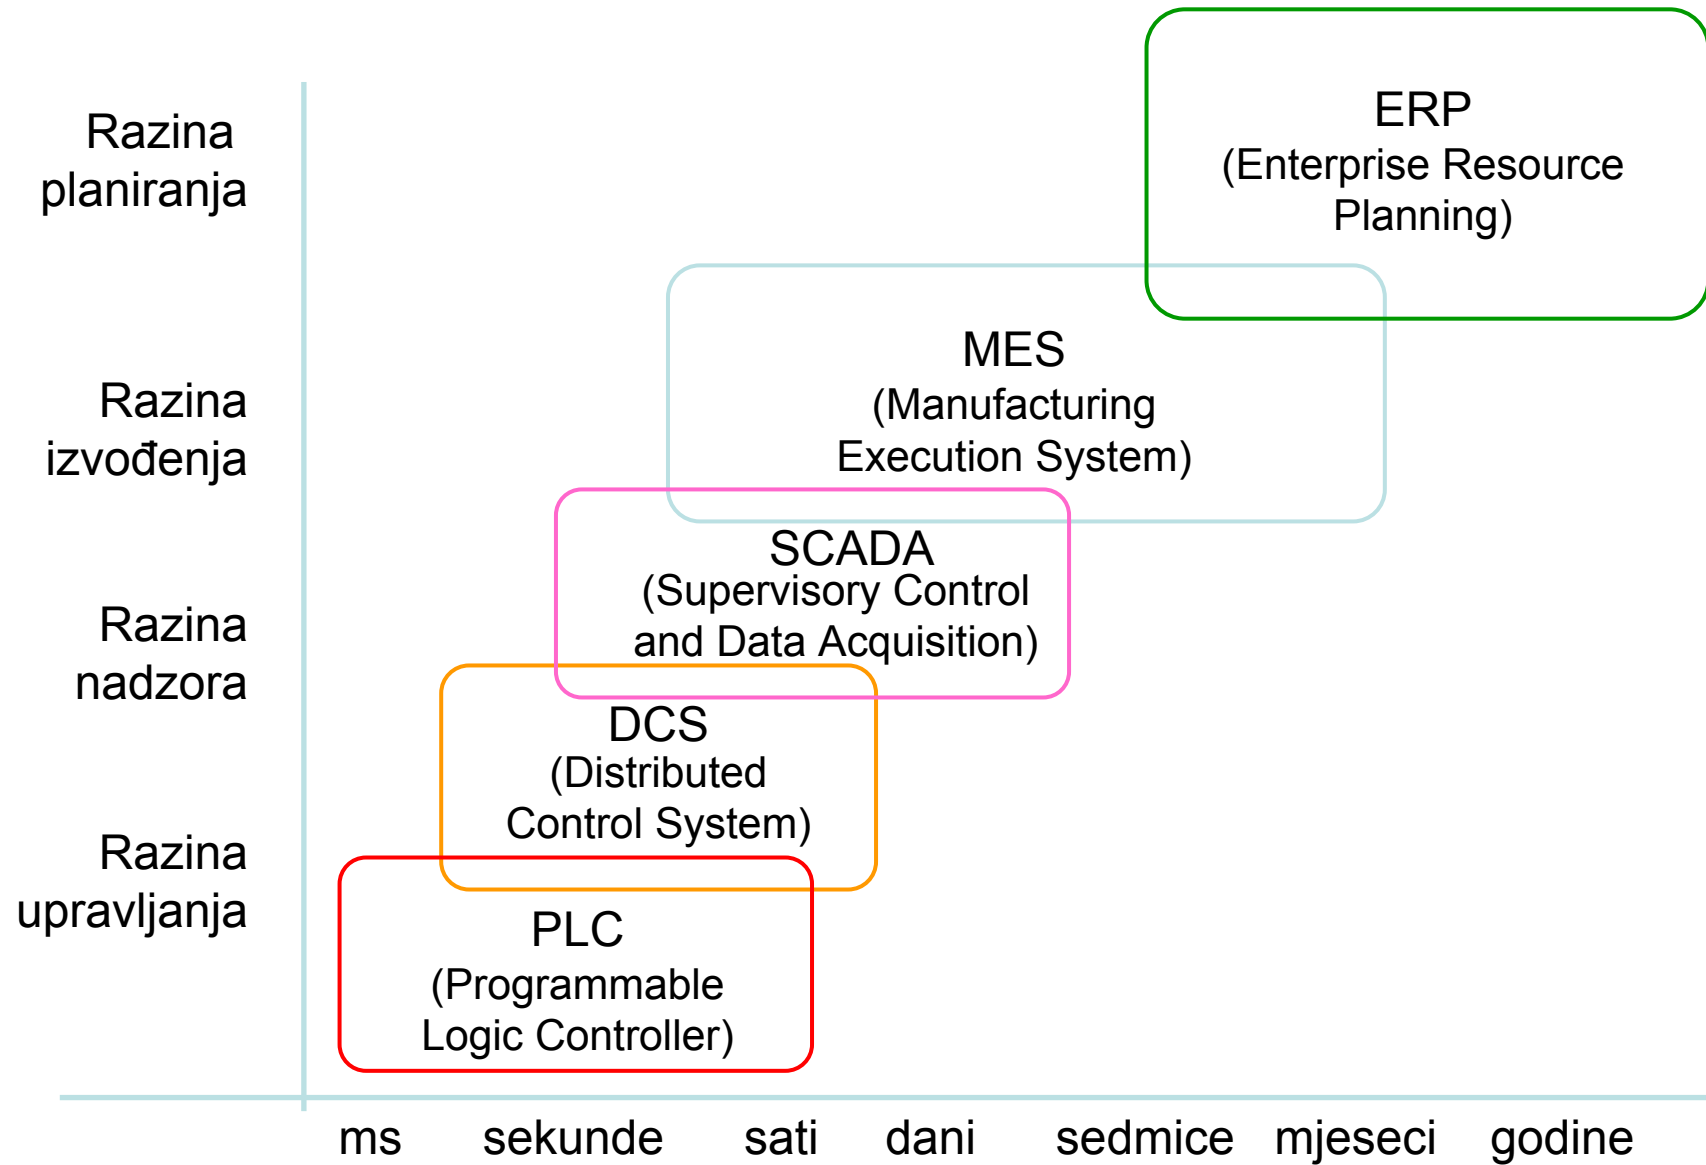 Razina
planiranja
ERP
(Enterprise Resource
Planning)
Razina
izvođenja
MES
(Manufacturing
Execution System)
Razina
nadzora
SCADA
(Supervisory Control
and Data Acquisition)
DCS
(Distributed
Control System)
Razina
upravljanja
PLC
(Programmable
Logic Controller)
ms sekunde sati dani sedmice mjeseci godine